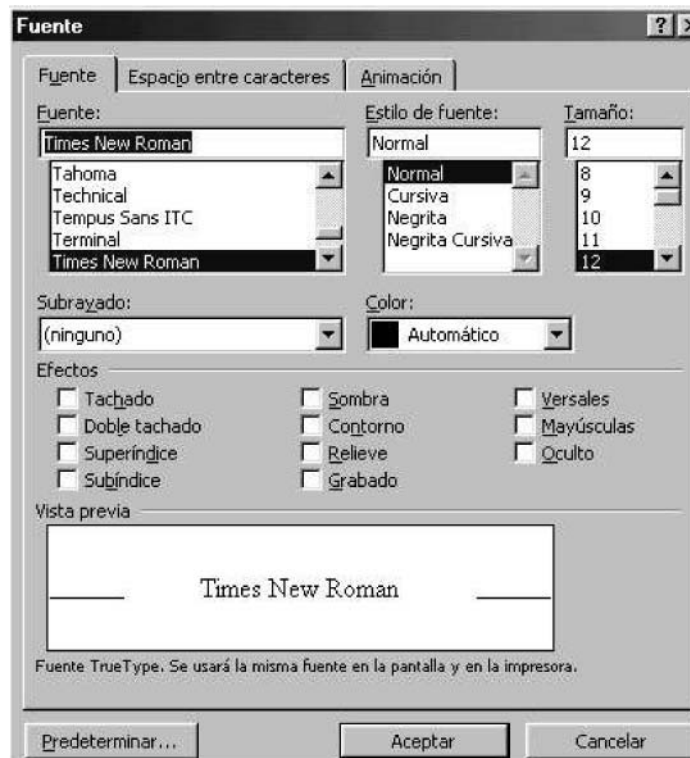 Fuente
Fuente Espacio entre caracteres Animación
Fuente: Estilo de fuente: Tamaño:
Times New Roman Normal 12
Tahoma Normal 8
Technical Cursiva 9
Tempus Sans ITC Negrita 10
Terminal Negrita Cursiva 11
Times New Roman 12
Subrayado: Color:
(ninguno) Automático
Efectos
Tachado Sombra Versales
Doble tachado Contorno Mayúsculas
Superíndice Relieve Oculto
Subíndice Grabado
Vista previa
Times New Roman
Fuente TrueType. Se usará la misma fuente en la pantalla y en la impresora.
Predeterminar... Aceptar Cancelar